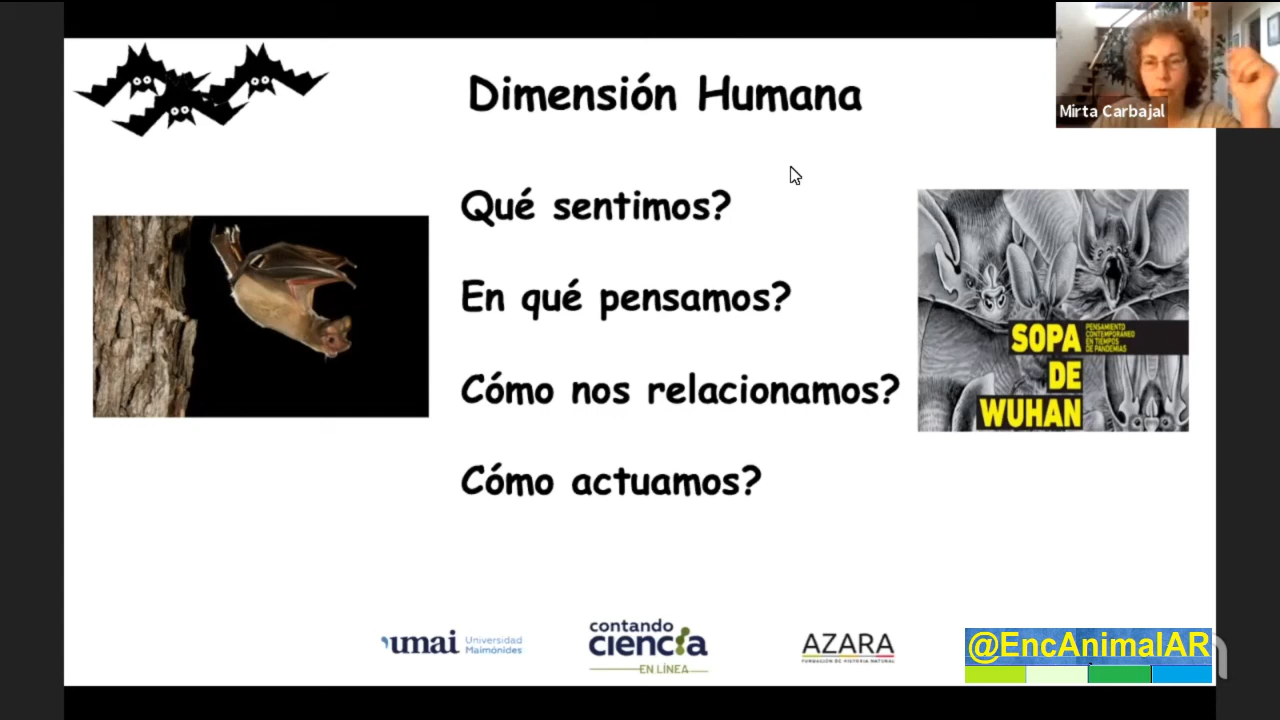 Dimensión Humana
Mirta Carbajal
Qué sentimos?
En qué pensamos?
Cómo nos relacionamos?
Cómo actuamos?
SOPA
DE
WUHAN
PENSAMIENTO
CONTEMPORÁNEO
EN TIEMPOS
DE PANDEMIAS
umai Universidad
Maimónides
contando
ciencia
EN LÍNEA
AZARA
FUNDACIÓN DE HISTORIA NATURAL
@EncAnimalAR